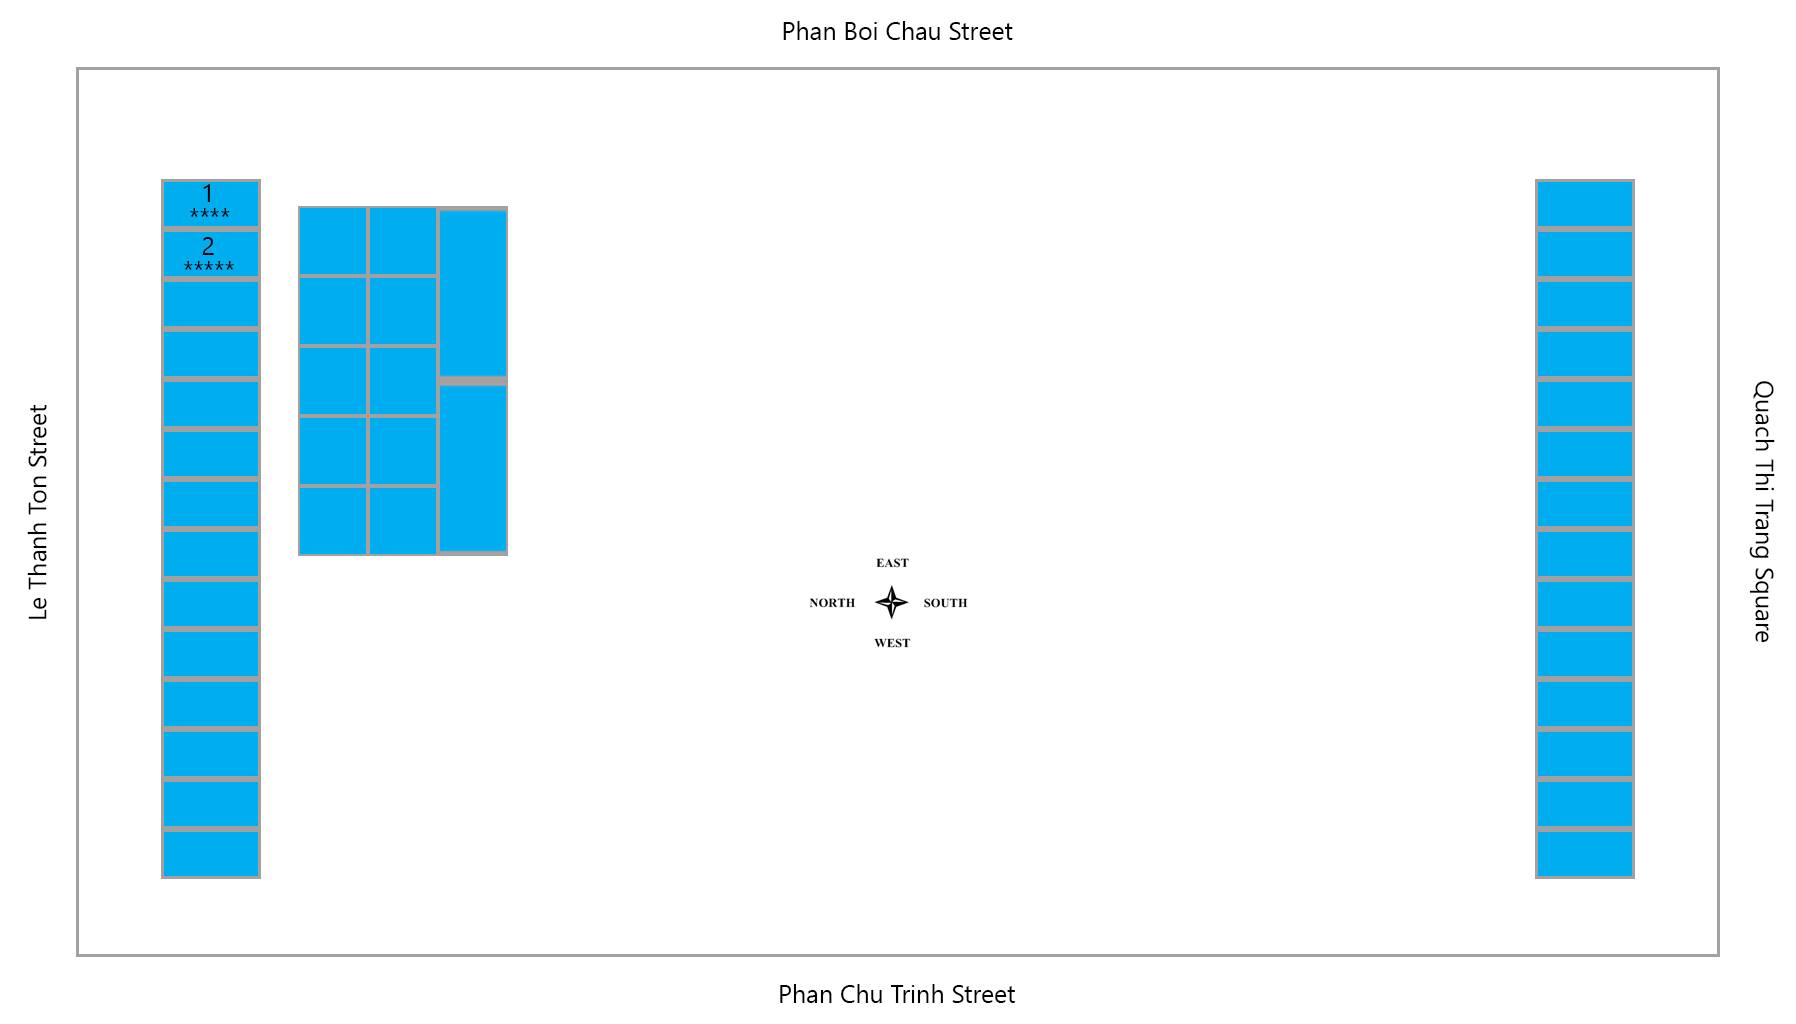 Phan Boi Chau Street
1
****
2
*****
Le Thanh Ton Street
Quach Thi Trang Square
EAST
NORTH SOUTH
WEST
Phan Chu Trinh Street